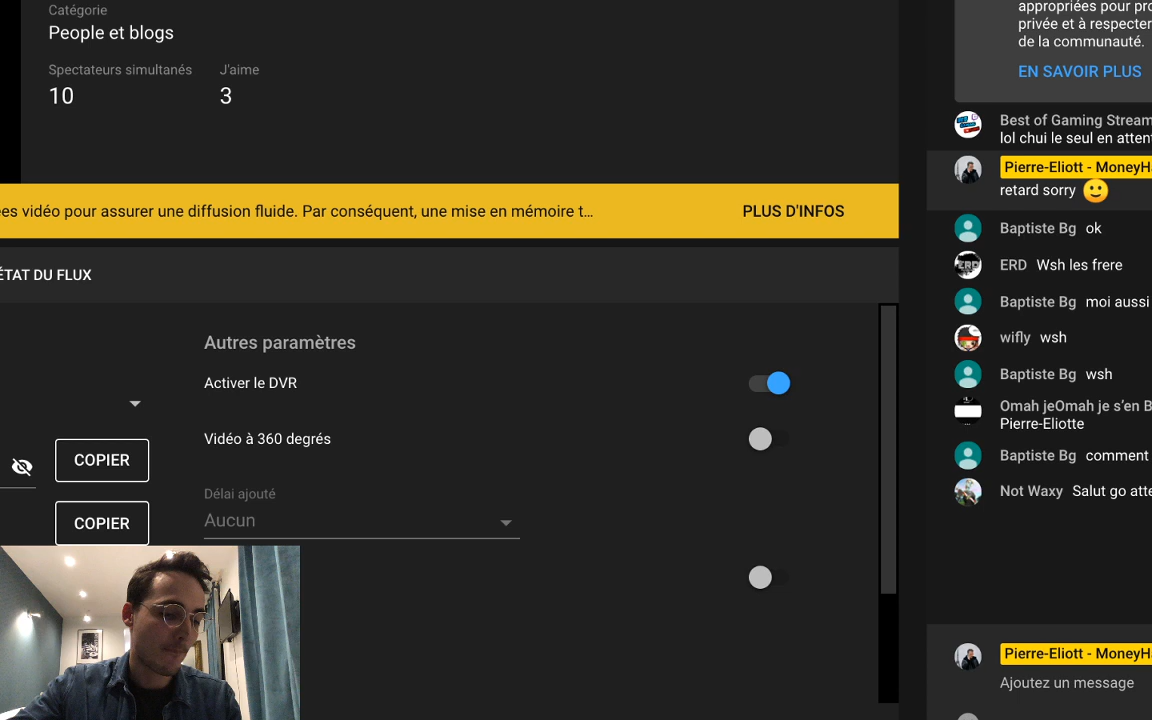 Catégorie
People et blogs
Spectateurs simultanés J'aime
10 3
es vidéo pour assurer une diffusion fluide. Par conséquent, une mise en mémoire t...
PLUS D'INFOS
ÉTAT DU FLUX
Autres paramètres
Activer le DVR
Vidéo à 360 degrés
COPIER
Délai ajouté
Aucun
COPIER
appropriées pour pro
privée et à respecter
de la communauté.
EN SAVOIR PLUS
Best of Gaming Stream
lol chui le seul en attent
Pierre-Eliott - MoneyHa
retard sorry
Baptiste Bg ok
ERD Wsh les frere
Baptiste Bg moi aussi
wifly wsh
Baptiste Bg wsh
Omah jeOmah je s'en B
Pierre-Eliotte
Baptiste Bg comment
Not Waxy Salut go atte
Pierre-Eliott - MoneyHa
Ajoutez un message